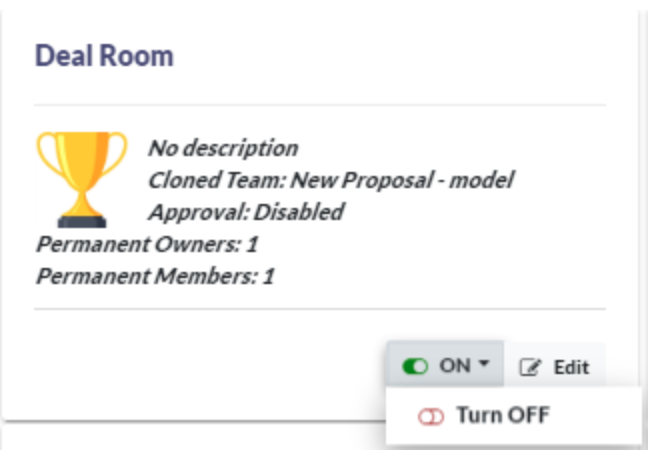 Deal Room
No description
Cloned Team: New Proposal - model
Approval: Disabled
Permanent Owners: 1
Permanent Members: 1
ON Edit
Turn OFF